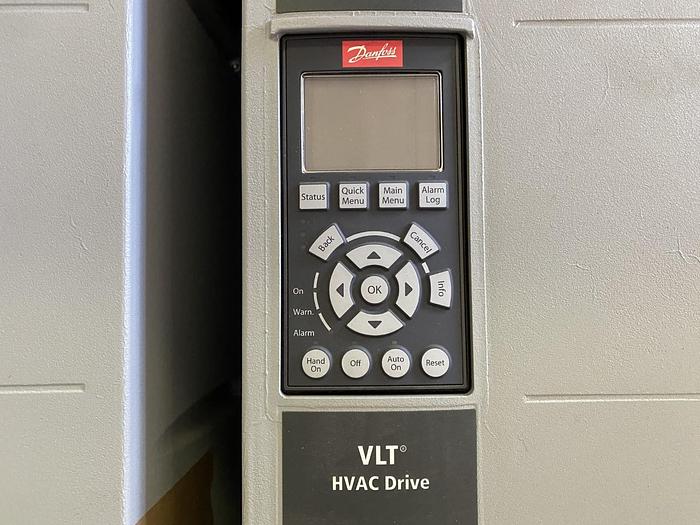 Danfoss
Status
Quick
Menu
Main
Menu
Alarm
Log
Back
Cancel
Info
OK
On
Warn.
Alarm
Hand
On
Off
Auto
On
Reset
VLT®
HVAC Drive